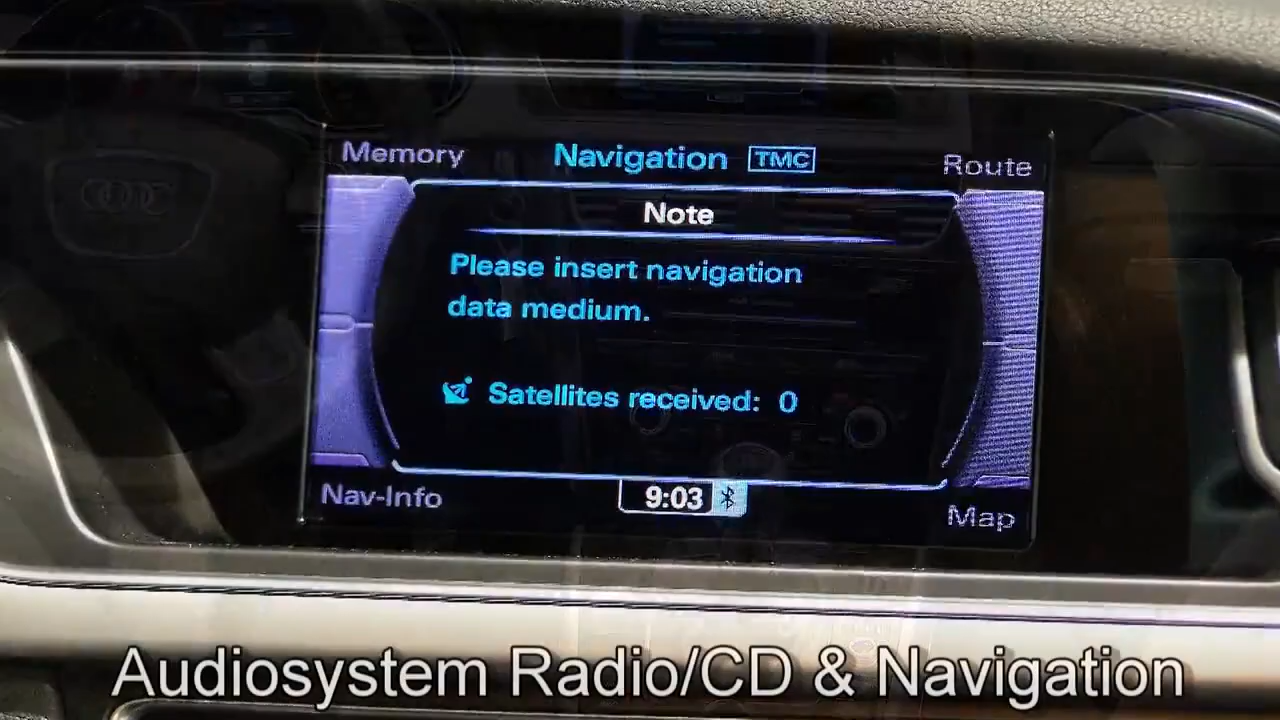 Memory
Navigation TMC
Route
Note
Please insert navigation
data medium.
Satellites received: 0
Nav-Info
9:03
Map
Audiosystem Radio/CD & Navigation